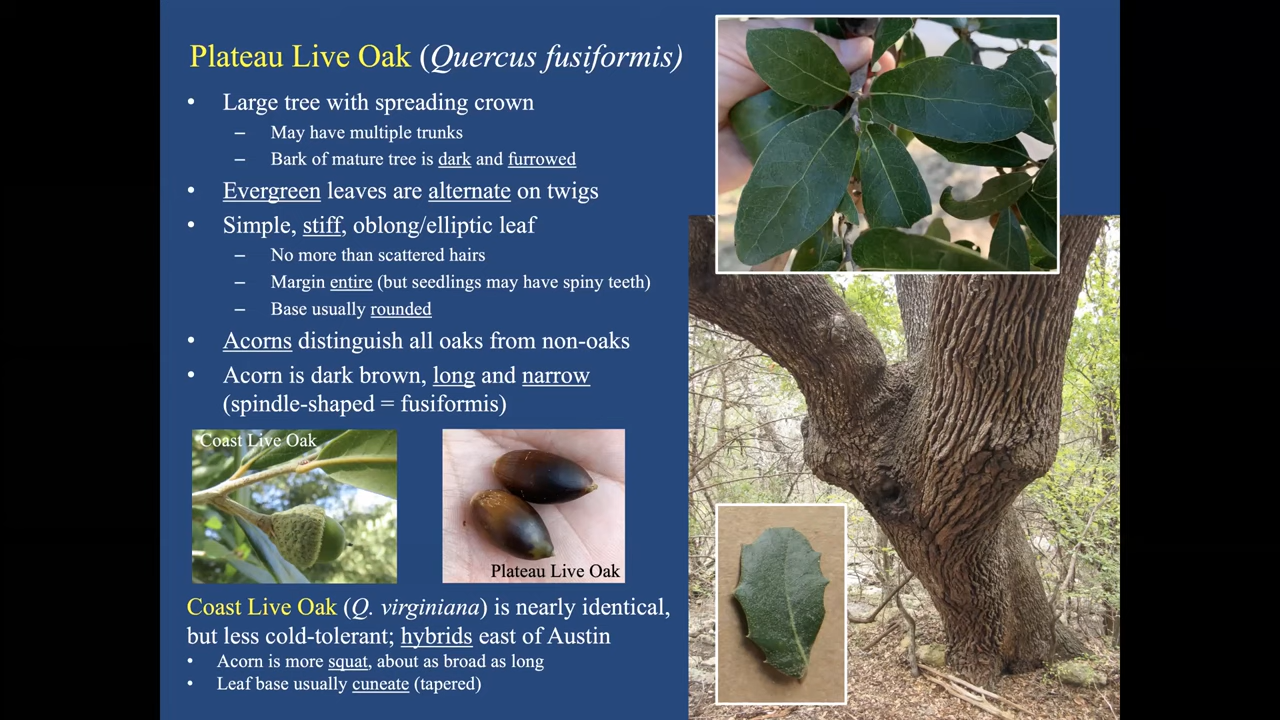 Plateau Live Oak (Quercus fusiformis)
• Large tree with spreading crown
– May have multiple trunks
– Bark of mature tree is dark and furrowed
• Evergreen leaves are alternate on twigs
• Simple, stiff, oblong/elliptic leaf
– No more than scattered hairs
– Margin entire (but seedlings may have spiny teeth)
– Base usually rounded
• Acorns distinguish all oaks from non-oaks
• Acorn is dark brown, long and narrow
(spindle-shaped = fusiformis)
Coast Live Oak
Plateau Live Oak
Coast Live Oak (Q. virginiana) is nearly identical,
but less cold-tolerant; hybrids east of Austin
• Acorn is more squat, about as broad as long
• Leaf base usually cuneate (tapered)